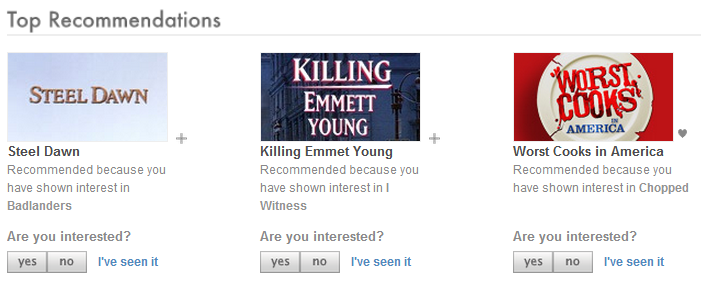 Top Recommendations
STEEL DAWN
Steel Dawn
Recommended because you
have shown interest in
Badlanders
Are you interested?
yes no I've seen it
KILLING
EMMETT
YOUNG
Killing Emmet Young
Recommended because you
have shown interest in I
Witness
Are you interested?
yes no I've seen it
WORST
COOKS
IN
AMERICA
Worst Cooks in America
Recommended because you
have shown interest in Chopped
Are you interested?
yes no I've seen it